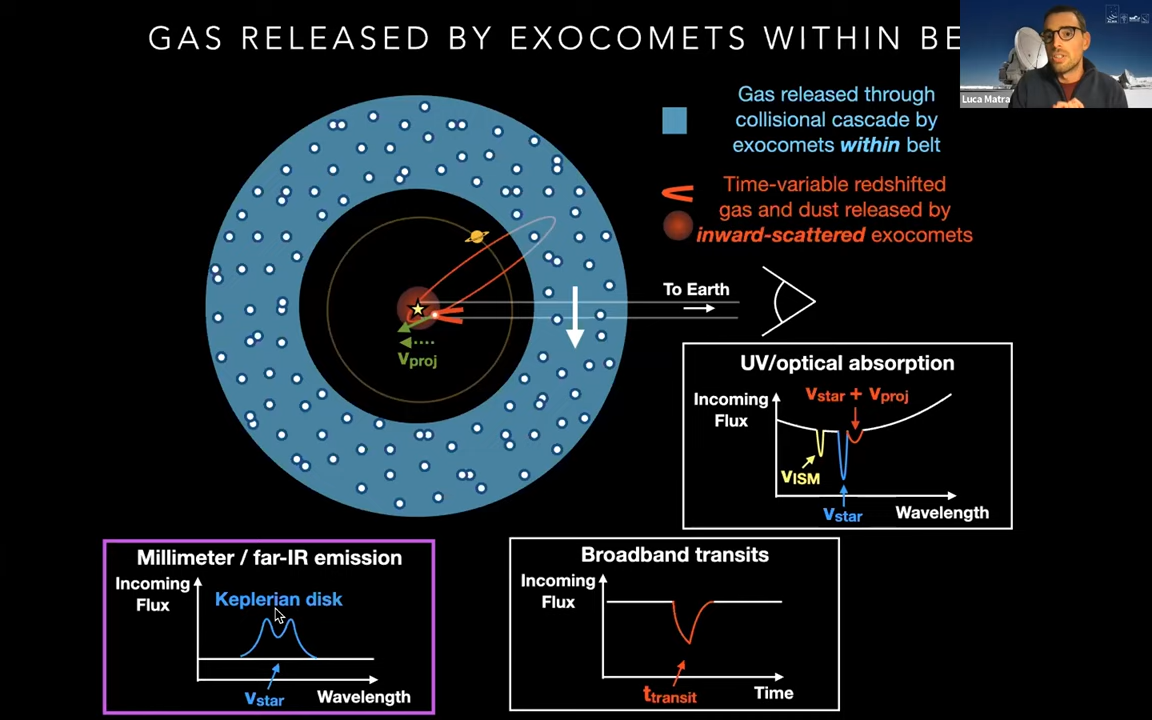 GAS RELEASED BY EXOCOMETS WITHIN BE
Luca Matra
Gas released through
collisional cascade by
exocomets within belt
Time-variable redshifted
gas and dust released by
inward-scattered exocomets
To Earth
vproj
UV/optical absorption
Incoming
Flux
vstar + vproj
vISM
vstar
Wavelength
Millimeter / far-IR emission
Incoming
Flux
Keplerian disk
vstar
Wavelength
Broadband transits
Incoming
Flux
ttransit
Time